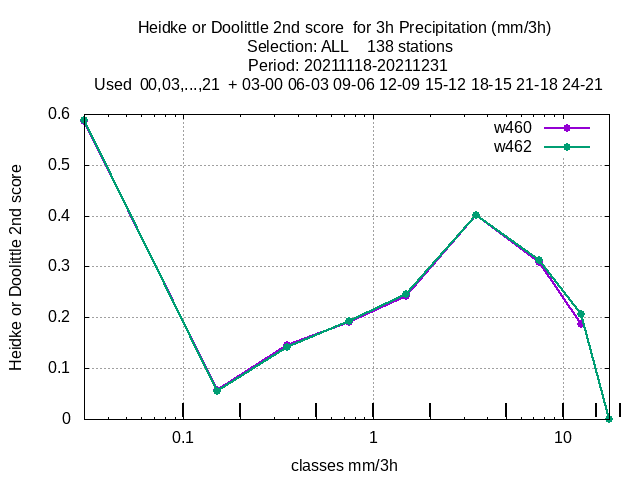 Heidke or Doolittle 2nd score  for 3h Precipitation (mm/3h)
Selection: ALL    138 stations
Period: 20211118-20211231
Used  00,03,...,21  + 03-00 06-03 09-06 12-09 15-12 18-15 21-18 24-21
w460
w462
Heidke or Doolittle 2nd score
0.6
0.5
0.4
0.3
0.2
0.1
0
0.1
1
10
classes mm/3h